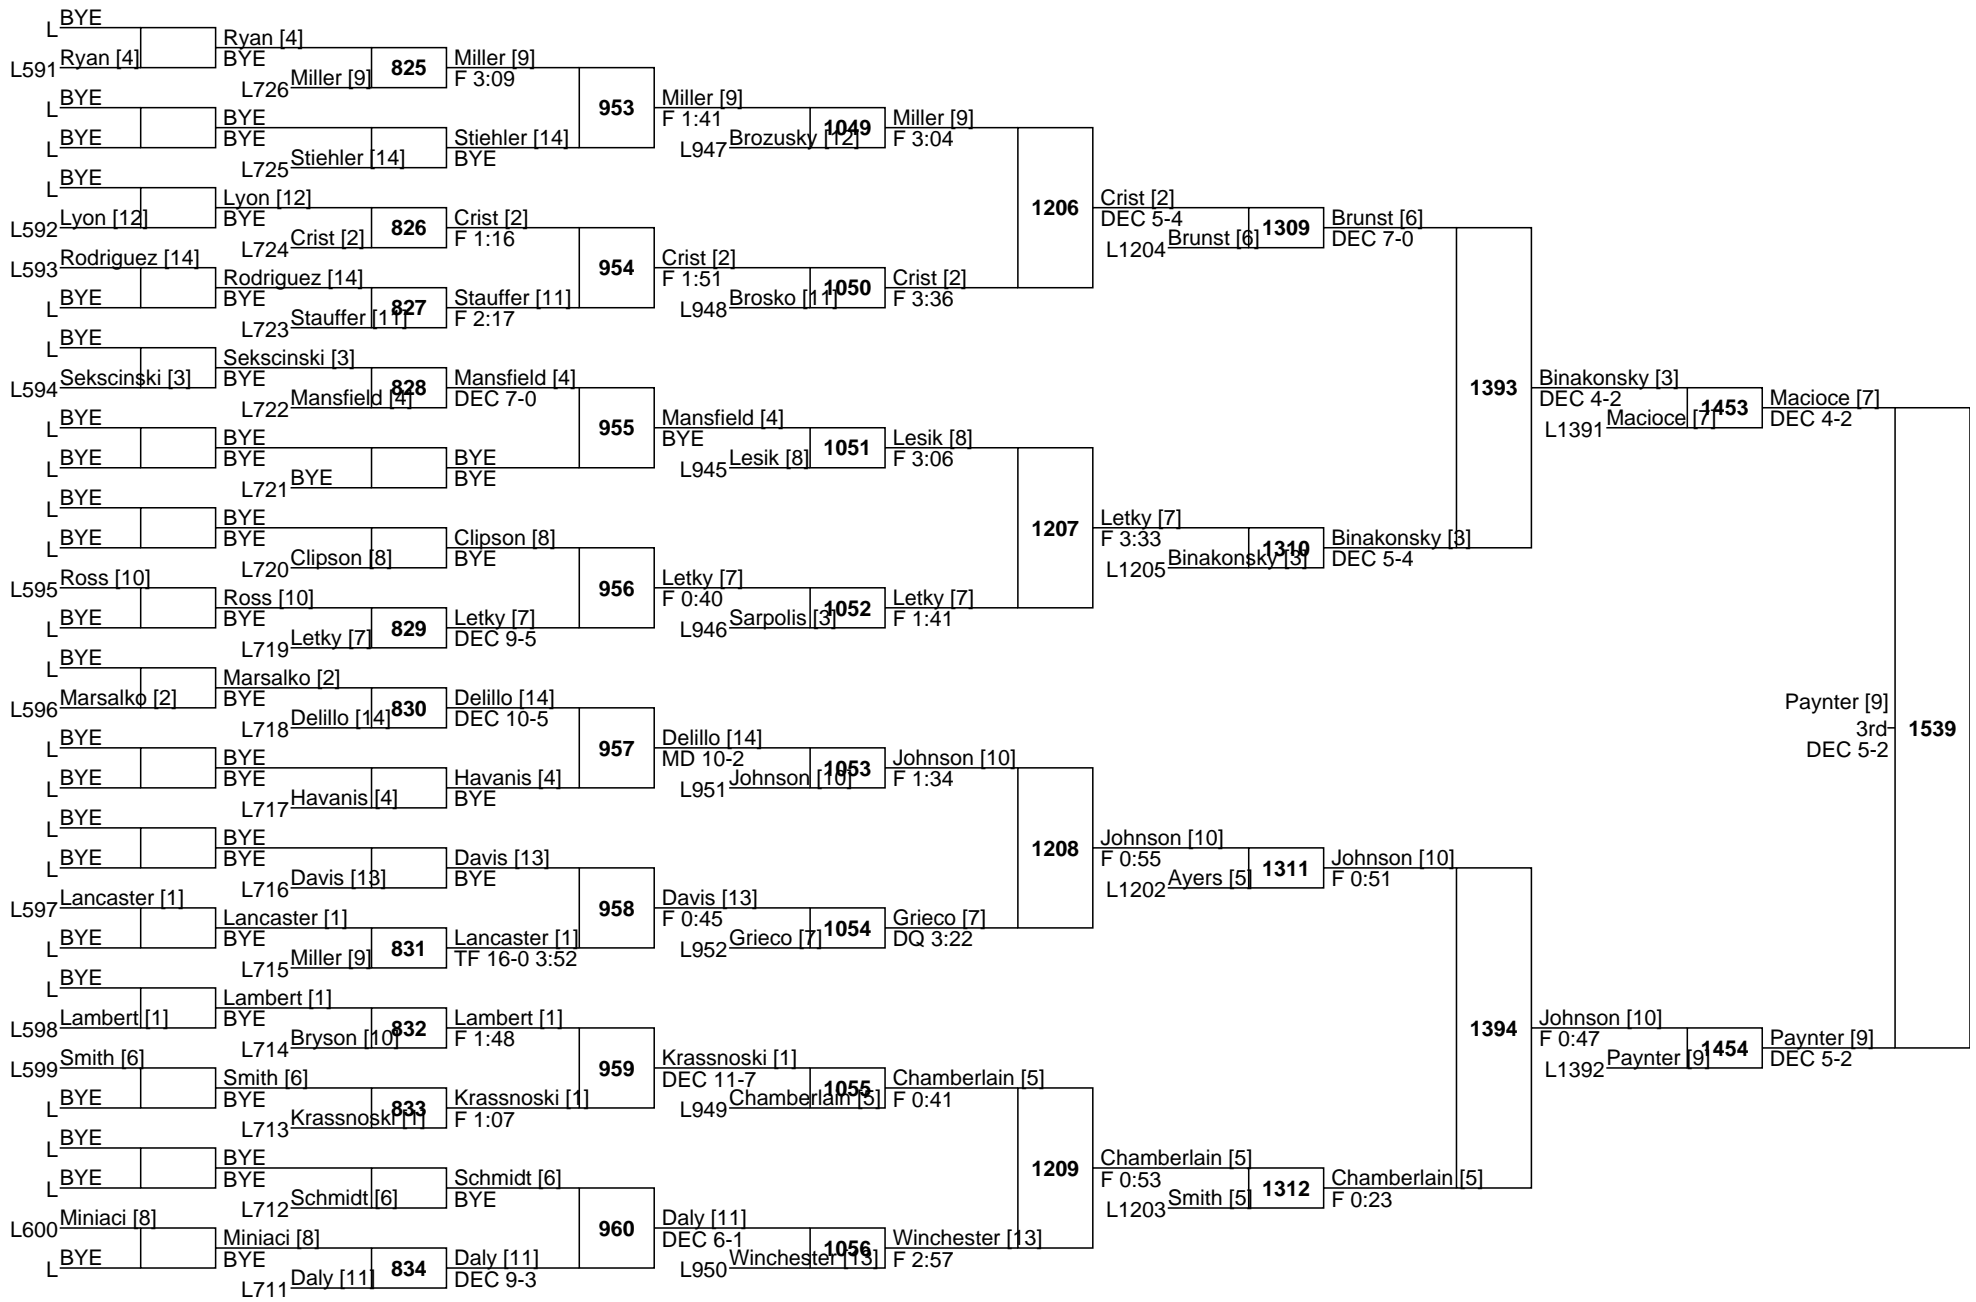 BYE
L
Ryan [4]
L591 Ryan [4]
BYE
L726 Miller [9]
825
Miller [9]
F 3:09
BYE
L
BYE
L
BYE
BYE
L725 Stiehler [14]
Stiehler [14]
BYE
953
Miller [9]
F 1:41
L947 Brozusky [12]
1049
Miller [9]
F 3:04
BYE
L
Lyon [12]
L592 Lyon [12]
BYE
L724 Crist [2]
826
Crist [2]
F 1:16
L593 Rodriguez [14]
BYE
L
Rodriguez [14]
BYE
L723 Stauffer [11]
827
Stauffer [11]
F 2:17
954
Crist [2]
F 1:51
L948 Brosko [11]
1050
Crist [2]
F 3:36
1206
Crist [2]
DEC 5-4
L1204 Brunst [6]
1309
Brunst [6]
DEC 7-0
BYE
L
Sekscinski [3]
L594 Sekscinski [3]
BYE
L722 Mansfield [4]
828
Mansfield [4]
DEC 7-0
BYE
L
BYE
L
BYE
BYE
L721 BYE
BYE
BYE
955
Mansfield [4]
BYE
L945 Lesik [8]
1051
Lesik [8]
F 3:06
BYE
L
BYE
L
BYE
BYE
L720 Clipson [8]
Clipson [8]
BYE
L595 Ross [10]
BYE
L
Ross [10]
BYE
L719 Letky [7]
829
Letky [7]
DEC 9-5
956
Letky [7]
F 0:40
L946 Sarpolis [3]
1052
Letky [7]
F 1:41
1207
Letky [7]
F 3:33
L1205 Binakonsky [3]
1310
Binakonsky [3]
DEC 5-4
1393
Binakonsky [3]
DEC 4-2
L1391 Macioce [7]
1453
Macioce [7]
DEC 4-2
BYE
L
Marsalko [2]
L596 Marsalko [2]
BYE
L718 Delillo [14]
830
Delillo [14]
DEC 10-5
BYE
L
BYE
L
BYE
BYE
L717 Havanis [4]
Havanis [4]
BYE
957
Delillo [14]
MD 10-2
L951 Johnson [10]
1053
Johnson [10]
F 1:34
BYE
L
BYE
L
BYE
BYE
L716 Davis [13]
Davis [13]
BYE
L597 Lancaster [1]
BYE
L
Lancaster [1]
BYE
L715 Miller [9]
831
Lancaster [1]
TF 16-0 3:52
958
Davis [13]
F 0:45
L952 Grieco [7]
1054
Grieco [7]
DQ 3:22
1208
Johnson [10]
F 0:55
L1202 Ayers [5]
1311
Johnson [10]
F 0:51
BYE
L
Lambert [1]
L598 Lambert [1]
BYE
L714 Bryson [10]
832
Lambert [1]
F 1:48
L599 Smith [6]
BYE
L
Smith [6]
BYE
L713 Krassnoski [1]
833
Krassnoski [1]
F 1:07
959
Krassnoski [1]
DEC 11-7
L949 Chamberlain [5]
1055
Chamberlain [5]
F 0:41
BYE
L
BYE
L
BYE
BYE
L712 Schmidt [6]
Schmidt [6]
BYE
L600 Miniaci [8]
BYE
L
Miniaci [8]
BYE
L711 Daly [11]
834
Daly [11]
DEC 9-3
960
Daly [11]
DEC 6-1
L950 Winchester [13]
1056
Winchester [13]
F 2:57
1209
Chamberlain [5]
F 0:53
L1203 Smith [5]
1312
Chamberlain [5]
F 0:23
1394
Johnson [10]
F 0:47
L1392 Paynter [9]
1454
Paynter [9]
DEC 5-2
Paynter [9]
3rd
DEC 5-2
1539